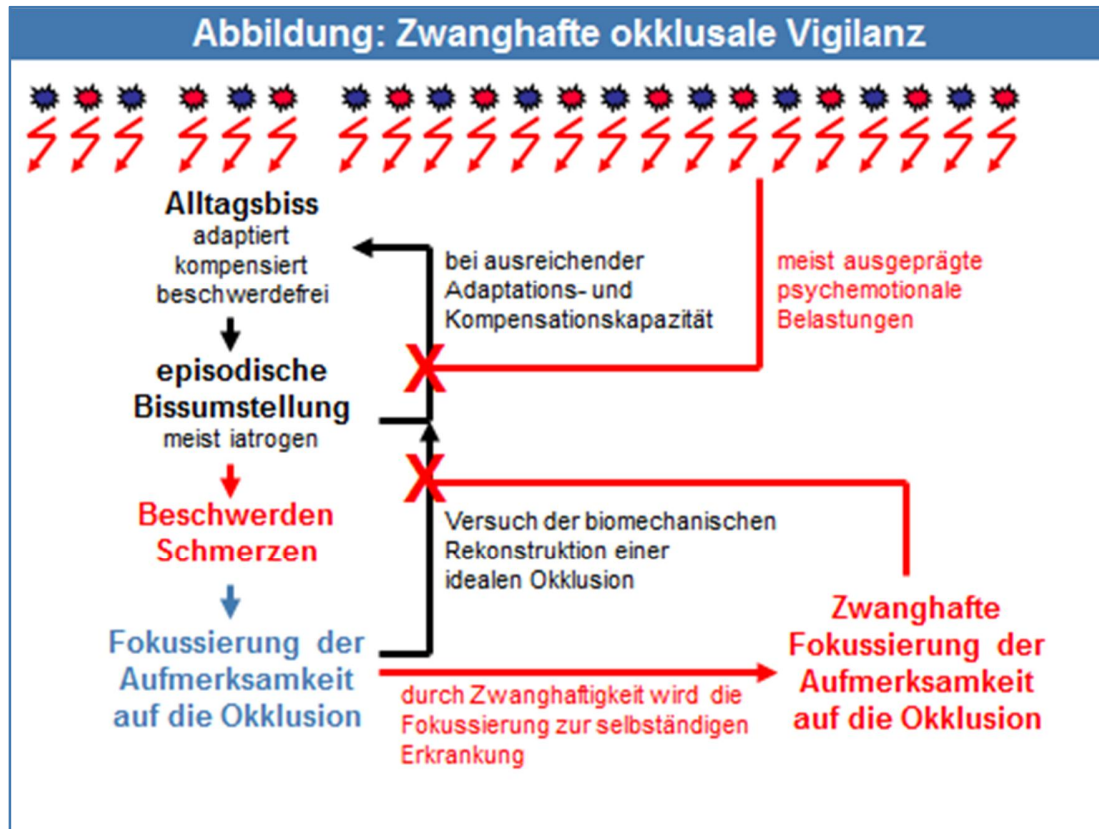 Abbildung: Zwanghafte okklusale Vigilanz
Alltagsbiss
adaptiert
kompensiert
beschwerdefrei
bei ausreichender
Adaptations- und
Kompensationskapazität
meist ausgeprägte
psychemotionale
Belastungen
X
episodische
Bissumstellung
meist iatrogen
X
Beschwerden
Schmerzen
Versuch der biomechanischen
Rekonstruktion einer
idealen Okklusion
Fokussierung der
Aufmerksamkeit
auf die Okklusion
Zwanghafte
Fokussierung der
Aufmerksamkeit
auf die Okklusion
durch Zwanghaftigkeit wird die
Fokussierung zur selbständigen
Erkrankung